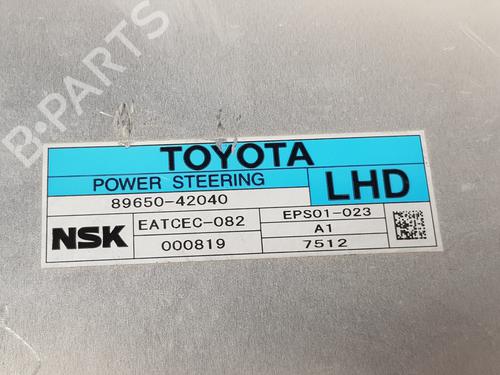 B-PARTS
TOYOTA
POWER STEERING
LHD
89650-42040
NSK
EATCEC-082
EPS01-023
000819
A1
7512